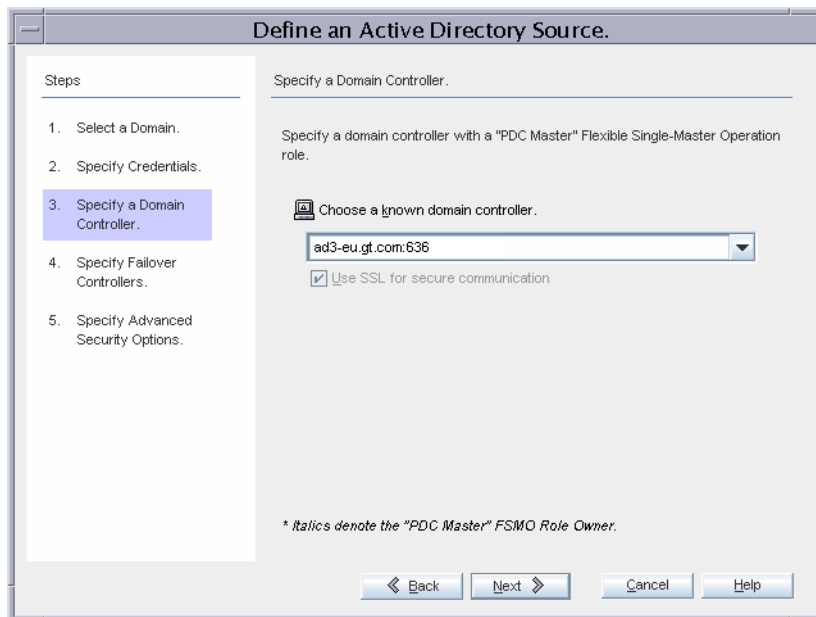 Define an Active Directory Source.
Steps
1. Select a Domain.
2. Specify Credentials.
3. Specify a Domain
Controller.
4. Specify Failover
Controllers.
5. Specify Advanced
Security Options.
Specify a Domain Controller.
Specify a domain controller with a "PDC Master" Flexible Single-Master Operation
role.
Choose a known domain controller.
ad3-eu.gt.com:636
Use SSL for secure communication
* Italics denote the "PDC Master" FSMO Role Owner.
Back
Next
Cancel
Help